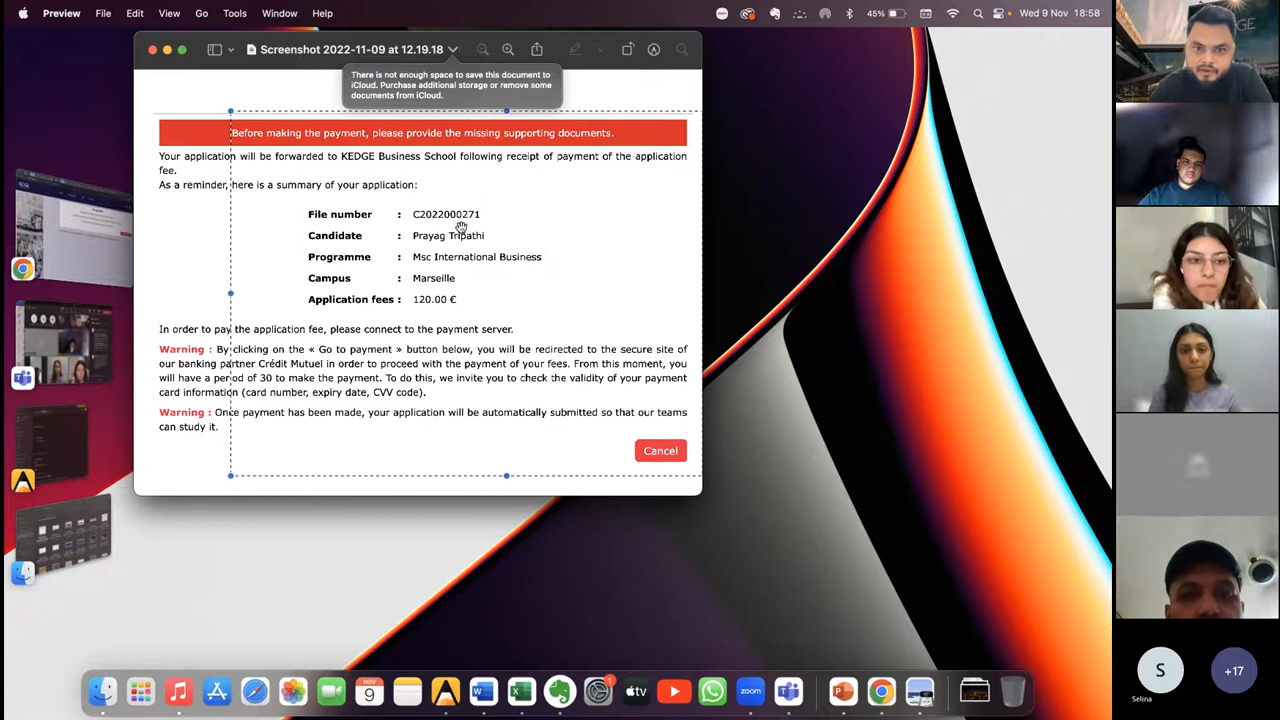 Preview File Edit View Go Tools Window Help
45% Wed 9 Nov 18:58
Screenshot 2022-11-09 at 12.19.18
There is not enough space to save this document to
iCloud. Purchase additional storage or remove some
documents from iCloud.
Before making the payment, please provide the missing supporting documents.
Your application will be forwarded to KEDGE Business School following receipt of payment of the application
fee.
As a reminder, here is a summary of your application:
File number : C2022000271
Candidate : Prayag Tripathi
Programme : Msc International Business
Campus : Marseille
Application fees : 120.00 €
In order to pay the application fee, please connect to the payment server.
Warning : By clicking on the « Go to payment » button below, you will be redirected to the secure site of
our banking partner Crédit Mutuel in order to proceed with the payment of your fees. From this moment, you
will have a period of 30 to make the payment. To do this, we invite you to check the validity of your payment
card information (card number, expiry date, CVV code).
Warning : Once payment has been made, your application will be automatically submitted so that our teams
can study it.
Cancel
NOV
9
1
tv
zoom
S
Selina
+17